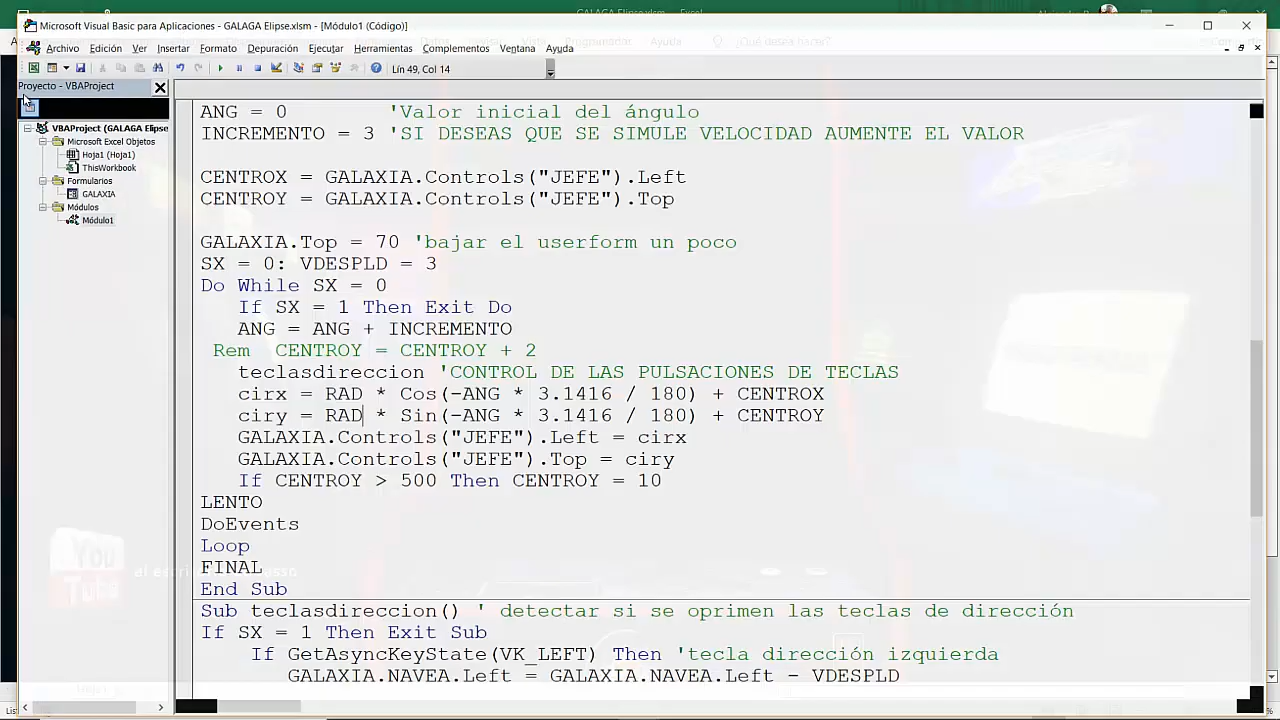 GALAGA Elipse.xlsm - Excel
Microsoft Visual Basic para Aplicaciones - GALAGA Elipse.xlsm - [Módulo1 (Código)]
Archivo Edición Ver Insertar Formato Depuración Ejecutar Herramientas Complementos Ventana Ayuda
Lín 49, Col 14
Proyecto - VBAProject
VBAProject (GALAGA Elipse
Microsoft Excel Objetos
Hoja1 (Hoja1)
ThisWorkbook
Formularios
GALAXIA
Módulos
Módulo1
ANG = 0 'Valor inicial del ángulo
INCREMENTO = 3 'SI DESEAS QUE SE SIMULE VELOCIDAD AUMENTE EL VALOR
CENTROX = GALAXIA.Controls("JEFE").Left
CENTROY = GALAXIA.Controls("JEFE").Top
GALAXIA.Top = 70 'bajar el userform un poco
SX = 0: VDESPLD = 3
Do While SX = 0
If SX = 1 Then Exit Do
ANG = ANG + INCREMENTO
Rem CENTROY = CENTROY + 2
teclasdireccion 'CONTROL DE LAS PULSACIONES DE TECLAS
cirx = RAD * Cos(-ANG * 3.1416 / 180) + CENTROX
ciry = RAD * Sin(-ANG * 3.1416 / 180) + CENTROY
GALAXIA.Controls("JEFE").Left = cirx
GALAXIA.Controls("JEFE").Top = ciry
If CENTROY > 500 Then CENTROY = 10
LENTO
DoEvents
Loop
FINAL
End Sub
Sub teclasdireccion() ' detectar si se oprimen las teclas de dirección
If SX = 1 Then Exit Sub
If GetAsyncKeyState(VK_LEFT) Then 'tecla dirección izquierda
GALAXIA.NAVEA.Left = GALAXIA.NAVEA.Left - VDESPLD
You
Tube